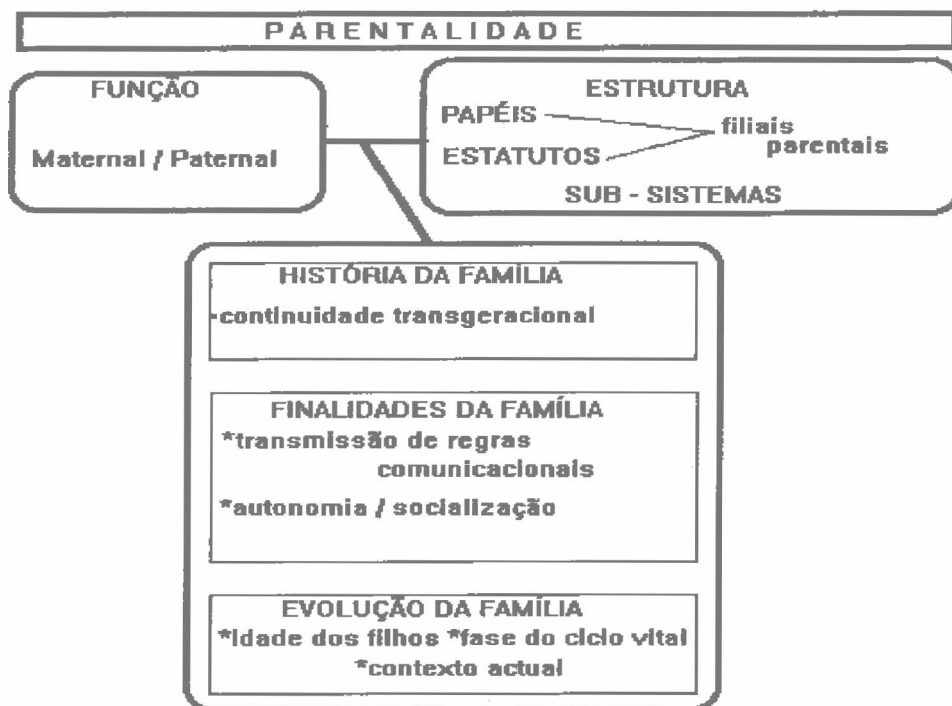 PARENTALIDADE
FUNÇÃO
Maternal / Paternal
ESTRUTURA
PAPÉIS
ESTATUTOS
filiais
parentais
SUB - SISTEMAS
HISTÓRIA DA FAMÍLIA
-continuidade transgeracional
FINALIDADES DA FAMÍLIA
*transmissão de regras
comunicacionais
*autonomia / socialização
EVOLUÇÃO DA FAMÍLIA
*idade dos filhos *fase do ciclo vital
*contexto actual